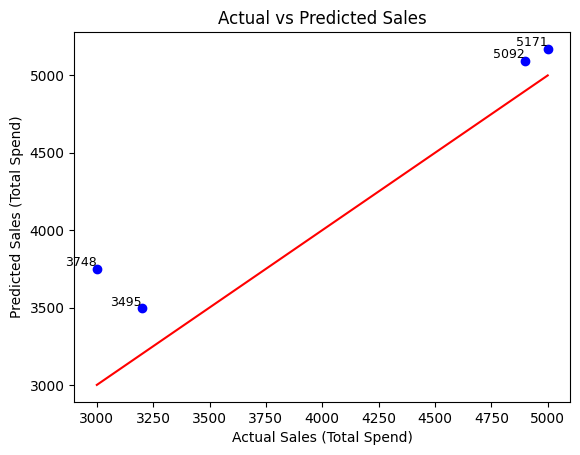 Actual vs Predicted Sales
Predicted Sales (Total Spend)
5000
4500
4000
3500
3000
5171
5092
3748
3495
3000 3250 3500 3750 4000 4250 4500 4750 5000
Actual Sales (Total Spend)